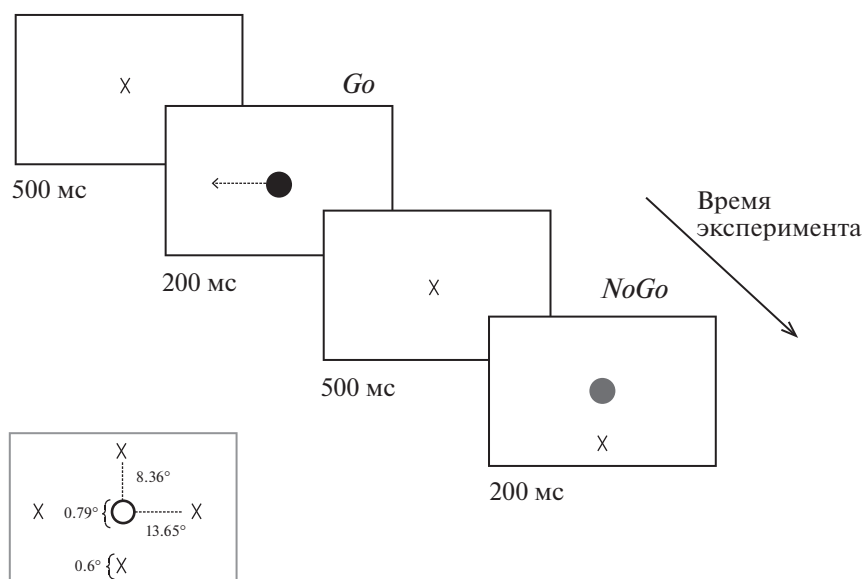 X
Go
500 мс
200 мс
Время
эксперимента
X
NoGo
500 мс
X
200 мс
X
8.36°
X
0.79°
X
13.65°
0.6°
X